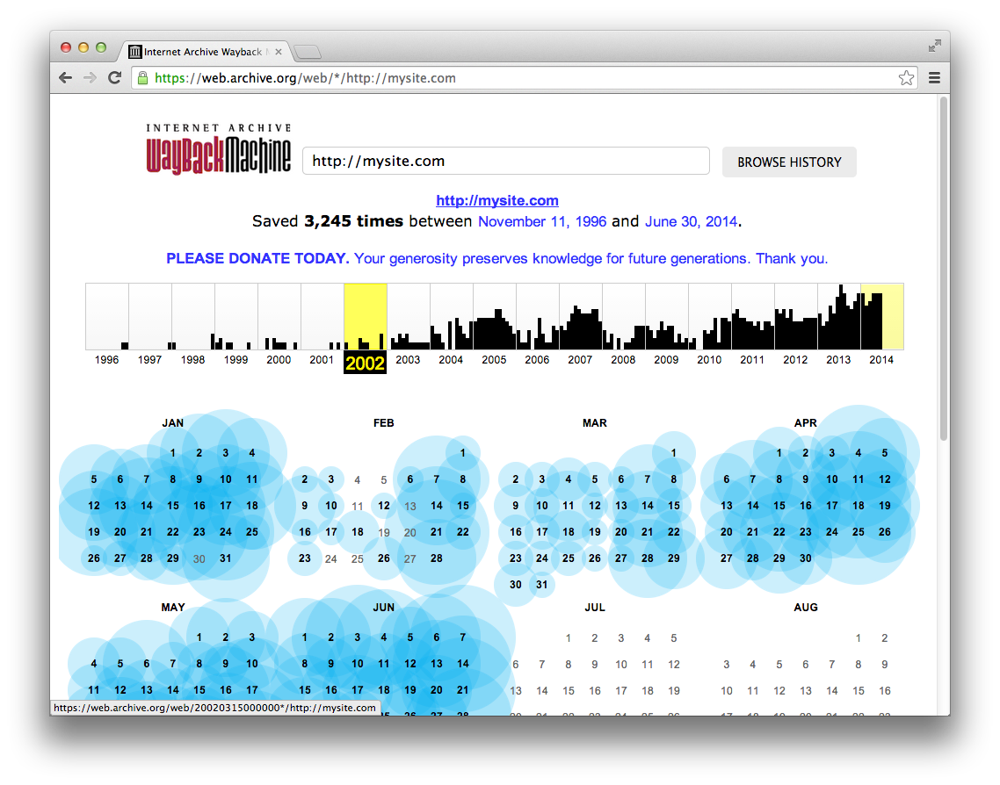 Internet Archive Wayback
https://web.archive.org/web/*/http://mysite.com
INTERNET ARCHIVE
WayBackMachine
http://mysite.com
BROWSE HISTORY
http://mysite.com
Saved 3,245 times between November 11, 1996 and June 30, 2014.
PLEASE DONATE TODAY. Your generosity preserves knowledge for future generations. Thank you.
1996 1997 1998 1999 2000 2001 2002 2003 2004 2005 2006 2007 2008 2009 2010 2011 2012 2013 2014
JAN FEB MAR APR
1 2 3 4 1 1 1 2 3 4 5
5 6 7 8 9 10 11 2 3 4 5 6 7 8 2 3 4 5 6 7 8 6 7 8 9 10 11 12
12 13 14 15 16 17 18 9 10 11 12 13 14 15 9 10 11 12 13 14 15 13 14 15 16 17 18 19
19 20 21 22 23 24 25 16 17 18 19 20 21 22 16 17 18 19 20 21 22 20 21 22 23 24 25 26
26 27 28 29 30 31 23 24 25 26 27 28 23 24 25 26 27 28 29 27 28 29 30
30 31
MAY JUN JUL AUG
1 2 3 1 2 3 4 5 6 7 1 2 3 4 5 1 2
4 5 6 7 8 9 10 8 9 10 11 12 13 14 6 7 8 9 10 11 12 3 4 5 6 7 8 9
11 12 13 14 15 16 17 15 16 17 18 19 20 21 13 14 15 16 17 18 19 10 11 12 13 14 15 16
https://web.archive.org/web/20020315000000*/http://mysite.com